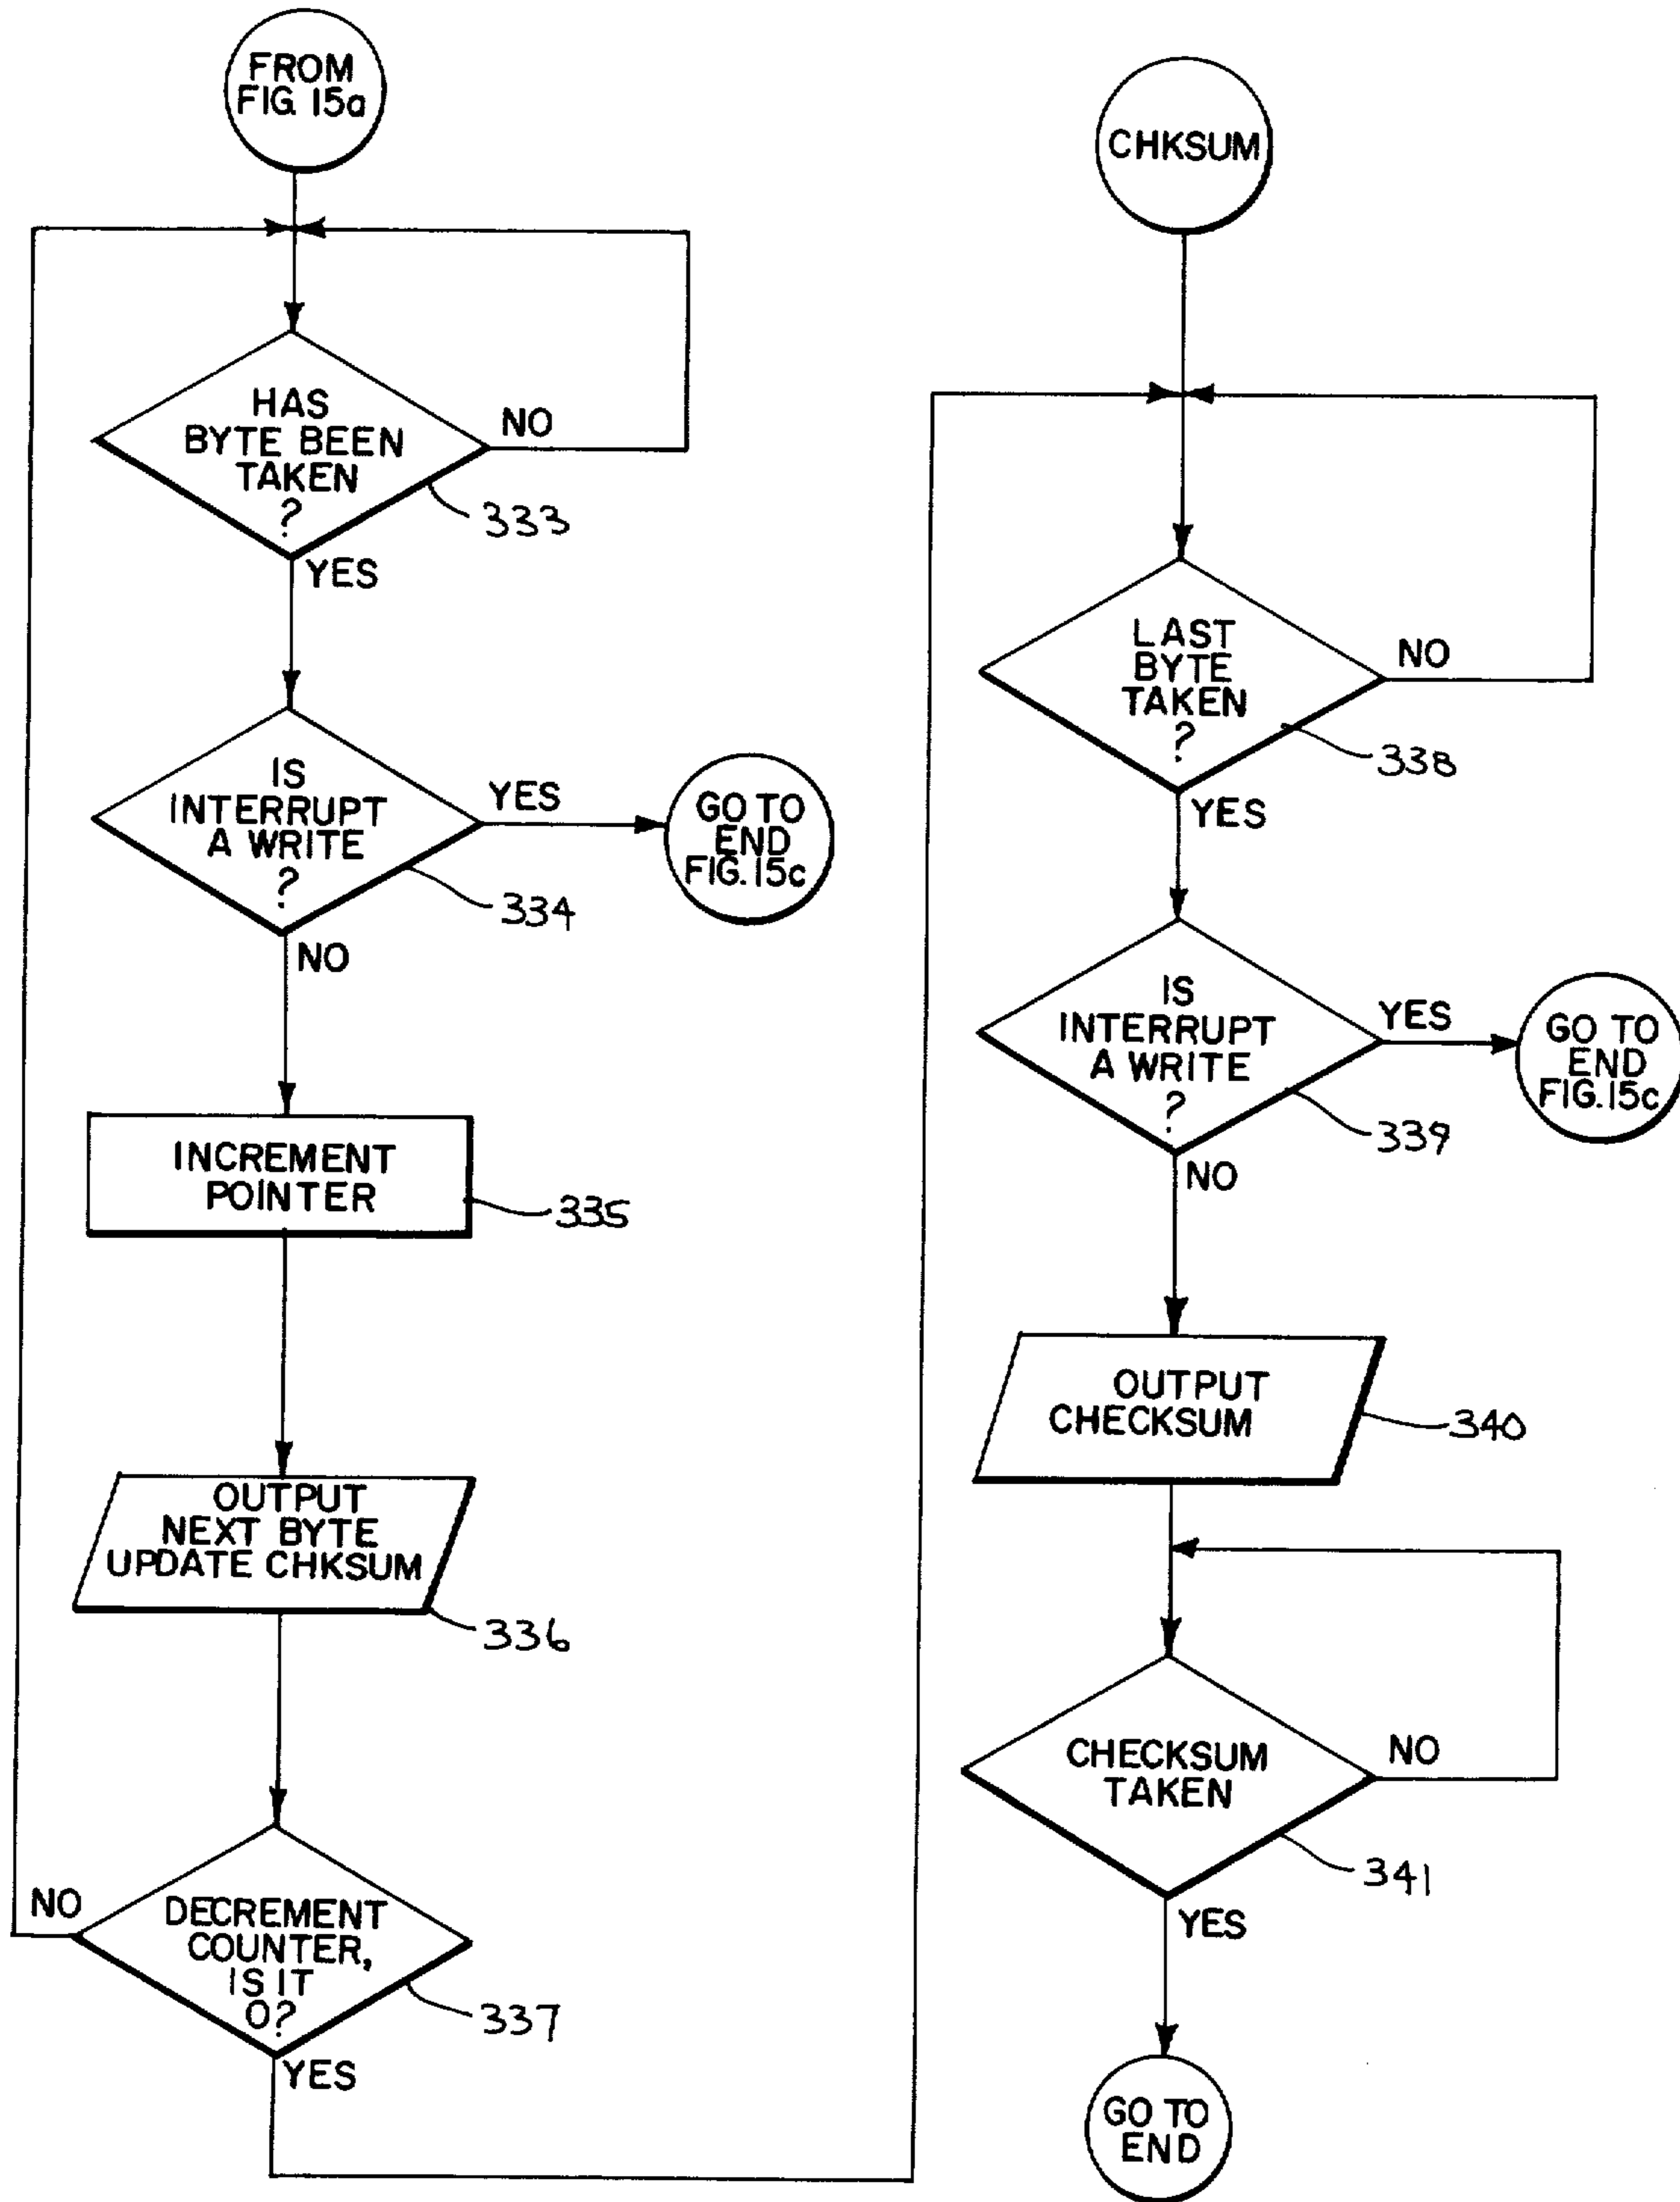 FROM
FIG. 15a
HAS
BYTE BEEN
TAKEN
?
NO
333
YES
IS
INTERRUPT
A WRITE
?
YES
GO TO
END
FIG. 15c
334
NO
INCREMENT
POINTER
335
OUTPUT
NEXT BYTE
UPDATE CHKSUM
336
NO
DECREMENT
COUNTER,
IS IT
0?
337
YES
CHKSUM
LAST
BYTE
TAKEN
?
NO
338
YES
IS
INTERRUPT
A WRITE
?
YES
GO TO
END
FIG. 15c
339
NO
OUTPUT
CHECKSUM
340
CHECKSUM
TAKEN
NO
341
YES
GO TO
END